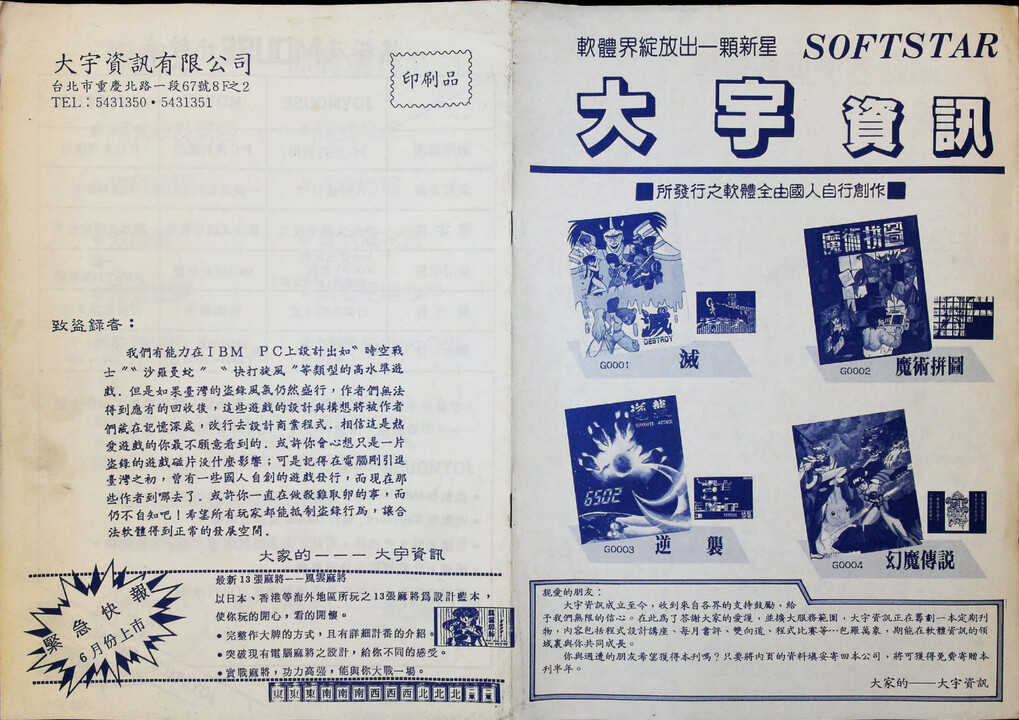 大宇資訊有限公司
台北市重慶北路一段67號8F之2
TEL：5431350・5431351
印刷品
致盜錄者：
我們有能力在IBM PC上設計出如〝時空戰
士〞〝沙羅曼蛇〞〝快打旋風〞等類型的高水準遊
戲．但是如果臺灣的盜錄風氣仍然盛行，作者們無法
得到應有的回收後，這些遊戲的設計與構想將被作者
們藏在記憶深處，改行去設計商業程式．相信這是熱
愛遊戲的你最不願意看到的．或許你會心想只是一片
盜錄的遊戲磁片沒什麼影響；可是記得在電腦剛引進
臺灣之初，曾有一些國人自創的遊戲發行，而現在那
些作者到哪去了．或許你一直在做殺雞取卵的事，而
仍不自知吧！希望所有玩家都能抵制盜錄行為，讓合
法軟體得到正常的發展空間．
大家的——— 大宇資訊
緊急快報
6月份上市
最新13張麻將——風雲麻將
以日本、香港等海外地區所玩之13張麻將為設計藍本，
使你玩的開心，看的開懷。
・完整作大牌的方式，且有詳細計番的介紹。
・突破現有電腦麻將之設計，給你不同的感受。
・實戰麻將，功力高強，能與你大戰一場。
東東東南南南西西西北北北
軟體界綻放出一顆新星 SOFTSTAR
大宇資訊
■所發行之軟體全由國人自行創作■
滅
DESTROY
G0001 滅
魔術拼圖
G0002 魔術拼圖
逆襲
OPPOSITE ATTACK
6502
G0003 逆襲
G0004 幻魔傳說
親愛的朋友：
大宇資訊成立至今，收到來自各界的支持鼓勵，給
予我們無限的信心。在此為了答謝大家的愛護，並擴大服務範圍，大宇資訊正在籌劃一本定期刊
物，內容包括程式設計講座、每月書評、雙向道、程式比賽等…包羅萬象，期能在軟體資訊的領
域裏與你共同成長。
你與週遭的朋友希望獲得本刊嗎？只要將內頁的資料填妥寄回本公司，將可獲得免費寄贈本
刊半年。
大家的——大宇資訊